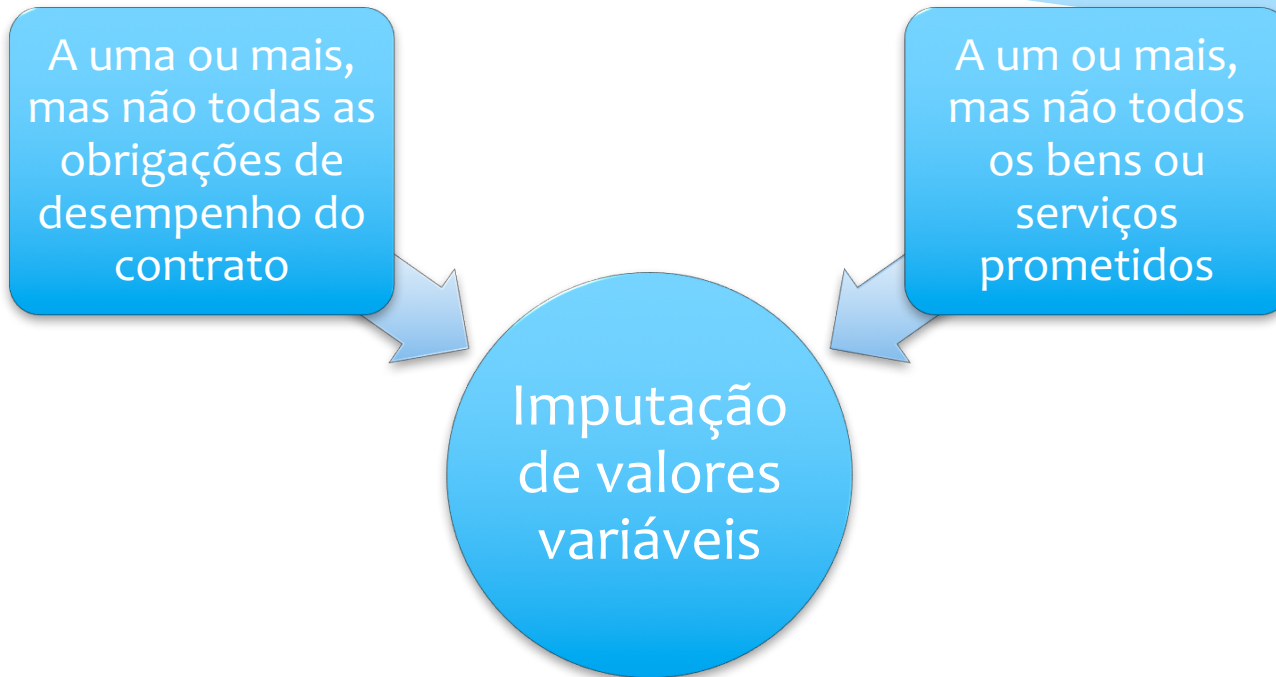 A uma ou mais,
mas não todas as
obrigações de
desempenho do
contrato
A um ou mais,
mas não todos
os bens ou
serviços
prometidos
Imputação
de valores
variáveis